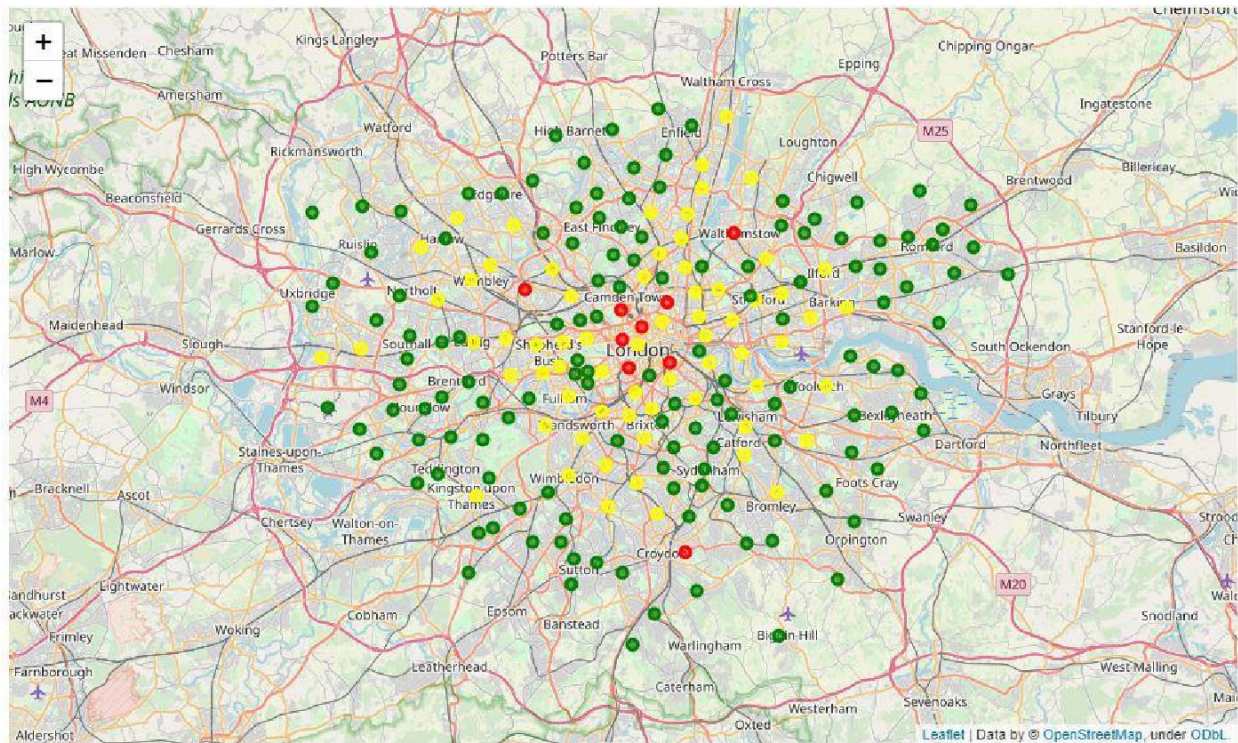 Chelmsford
+
−
Great Missenden
Chesham
Kings Langley
Potters Bar
Chipping Ongar
Epping
Waltham Cross
AONB
Amersham
Ingatestone
Watford
High Barnet
Enfield
Loughton
M25
Rickmansworth
High Wycombe
Chigwell
Brentwood
Billericay
Beaconsfield
Edgware
Gerrards Cross
East Finchley
Walthamstow
Romford
Marlow
Ruislip
Harrow
Basildon
Wembley
Ilford
Uxbridge
Northolt
Camden Town
Stratford
Barking
Maidenhead
Slough
Southall
Shepherd's
Bush
London
South Ockendon
Stanford-le
Hope
Windsor
Brentford
Woolwich
M4
Hounslow
Fulham
Grays
Tilbury
Wandsworth
Brixton
Lewisham
Bexleyheath
Staines-upon-
Thames
Catford
Dartford
Northfleet
Teddington
Sydenham
Bracknell
Ascot
Kingston upon
Thames
Wimbledon
Foots Cray
Chertsey
Walton-on-
Thames
Bromley
Swanley
Orpington
Croydon
Lightwater
Sutton
M20
Sandhurst
Cobham
Epsom
Banstead
Snodland
Frimley
Woking
Biggin Hill
Warlingham
Farnborough
Leatherhead
West Malling
Caterham
Sevenoaks
Westerham
Oxted
Aldershot
Leaflet | Data by © OpenStreetMap, under ODbL.